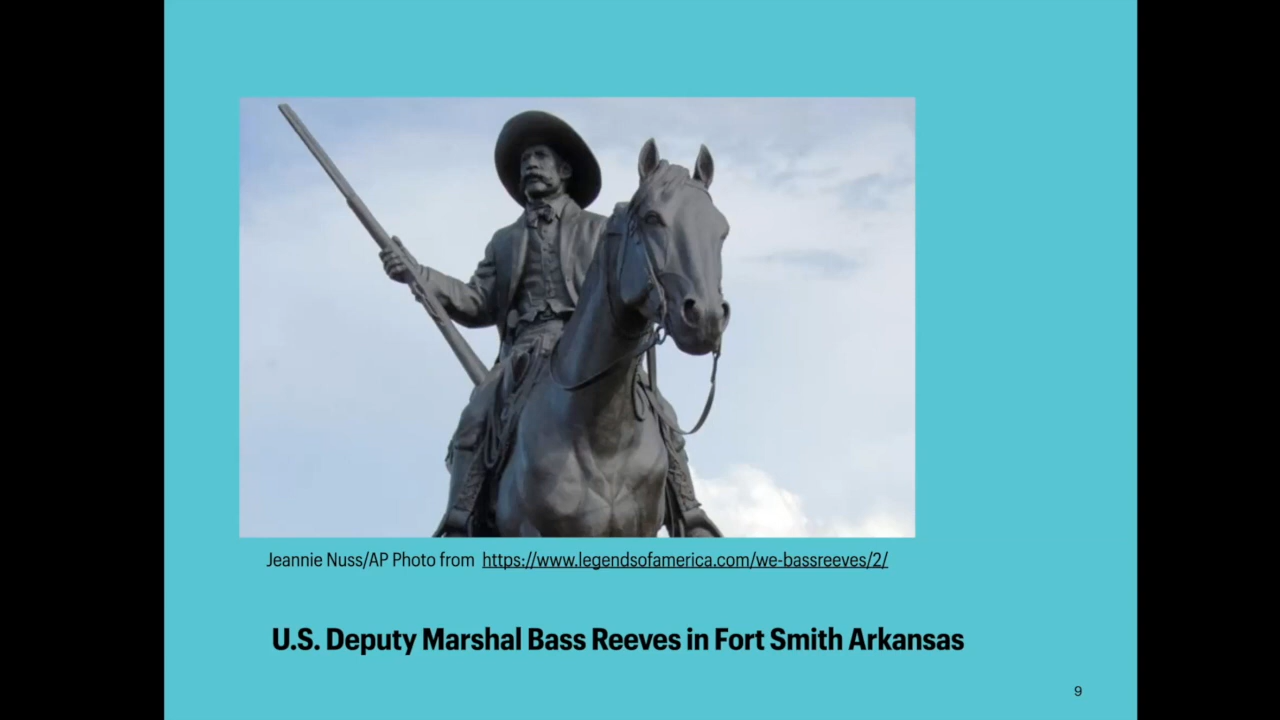 Jeannie Nuss/AP Photo from https://www.legendsofamerica.com/we-bassreeves/2/
U.S. Deputy Marshal Bass Reeves in Fort Smith Arkansas
9